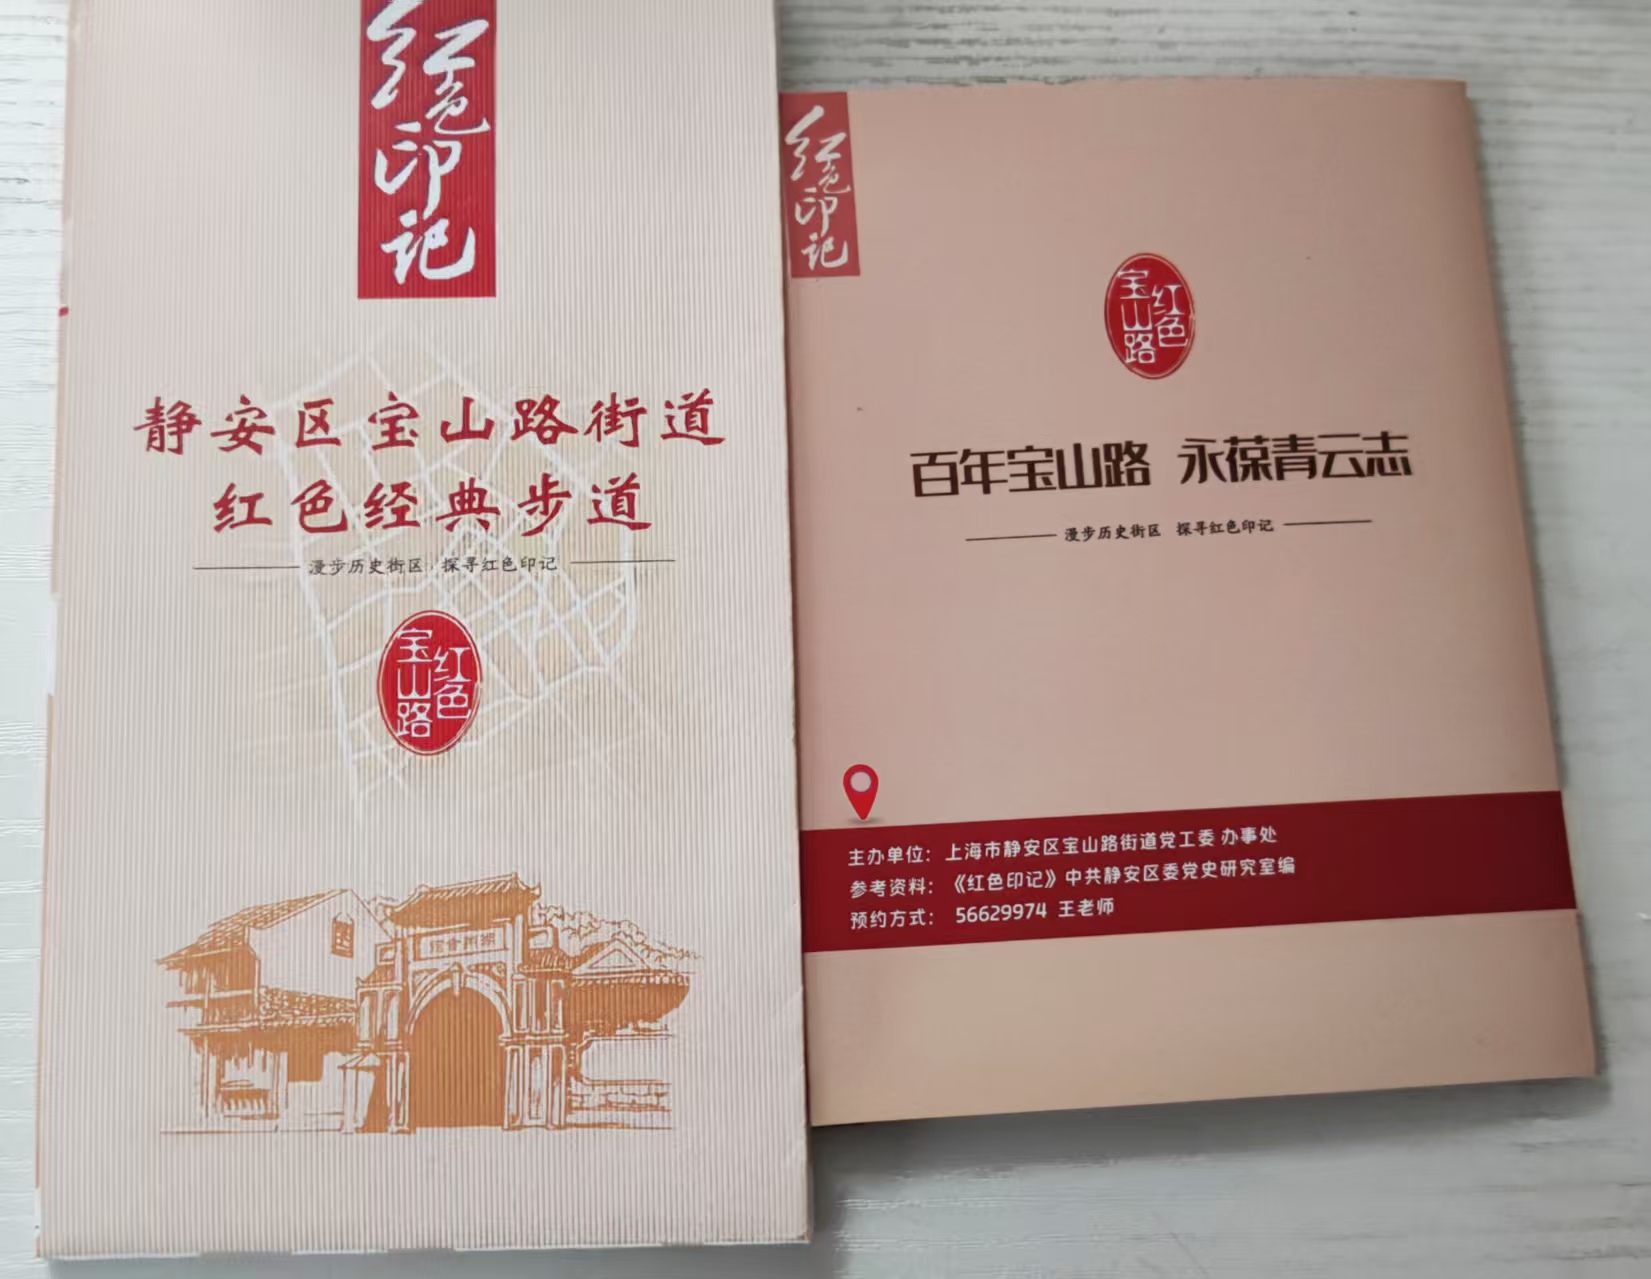 红色印记
静安区宝山路街道
红色经典步道
漫步历史街区 探寻红色印记
红色
宝山路
湖州会馆
红色印记
红色
宝山路
百年宝山路 永葆青云志
漫步历史街区 探寻红色印记
主办单位：上海市静安区宝山路街道党工委 办事处
参考资料：《红色印记》中共静安区委党史研究室编
预约方式： 56629974 王老师